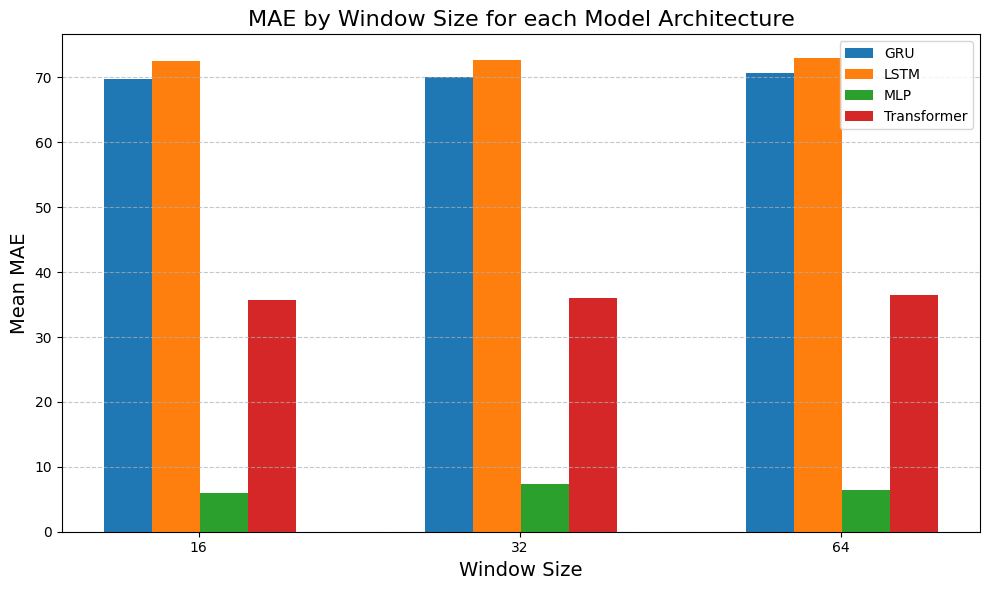 MAE by Window Size for each Model Architecture
GRU
LSTM
MLP
Transformer
Mean MAE
70
60
50
40
30
20
10
0
16
32
64
Window Size